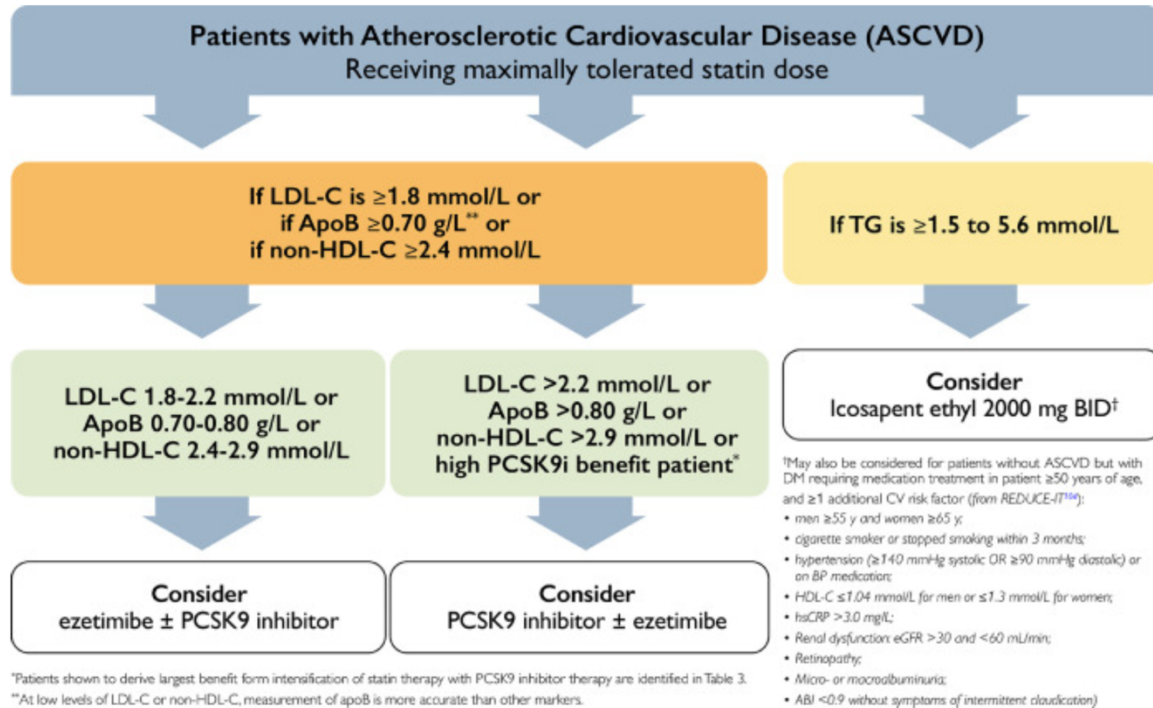 Patients with Atherosclerotic Cardiovascular Disease (ASCVD)
Receiving maximally tolerated statin dose
If LDL-C is ≥1.8 mmol/L or
if ApoB ≥0.70 g/L** or
if non-HDL-C ≥2.4 mmol/L
If TG is ≥1.5 to 5.6 mmol/L
LDL-C 1.8-2.2 mmol/L or
ApoB 0.70-0.80 g/L or
non-HDL-C 2.4-2.9 mmol/L
LDL-C >2.2 mmol/L or
ApoB >0.80 g/L or
non-HDL-C >2.9 mmol/L or
high PCSK9i benefit patient*
Consider
Icosapent ethyl 2000 mg BID†
Consider
ezetimibe ± PCSK9 inhibitor
Consider
PCSK9 inhibitor ± ezetimibe
†May also be considered for patients without ASCVD but with
DM requiring medication treatment in patient ≥50 years of age,
and ≥1 additional CV risk factor (from REDUCE-IT):
• men ≥55 y and women ≥65 y;
• cigarette smoker or stopped smoking within 3 months;
• hypertension (≥140 mmHg systolic OR ≥90 mmHg diastolic) or
on BP medication;
• HDL-C ≤1.04 mmol/L for men or ≤1.3 mmol/L for women;
• hsCRP >3.0 mg/L;
• Renal dysfunction: eGFR >30 and <60 mL/min;
• Retinopathy;
• Micro- or macroalbuminuria;
• ABI <0.9 without symptoms of intermittent claudication)
*Patients shown to derive largest benefit form intensification of statin therapy with PCSK9 inhibitor therapy are identified in Table 3.
**At low levels of LDL-C or non-HDL-C, measurement of apoB is more accurate than other markers.